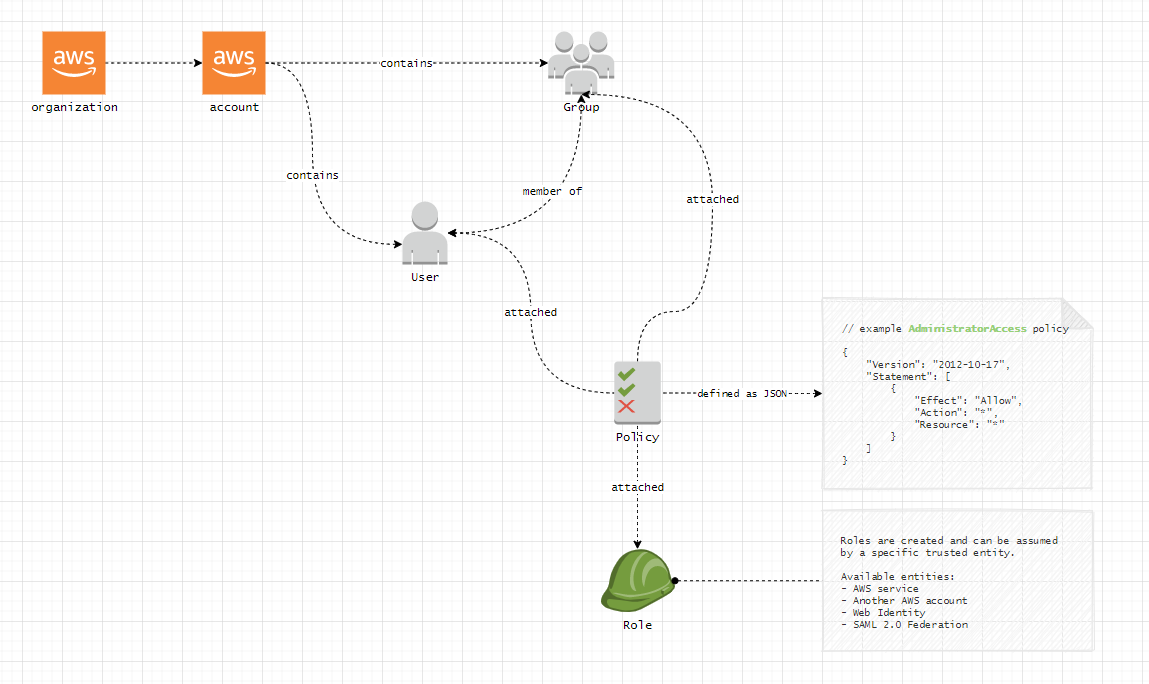 aws
aws
organization
account
contains
Group
contains
member of
attached
User
attached
// example AdministratorAccess policy
{
"Version": "2012-10-17",
"Statement": [
{
"Effect": "Allow",
"Action": "*",
"Resource": "*"
}
]
}
defined as JSON
Policy
attached
Roles are created and can be assumed
by a specific trusted entity.
Available entities:
- AWS service
- Another AWS account
- Web Identity
- SAML 2.0 Federation
Role